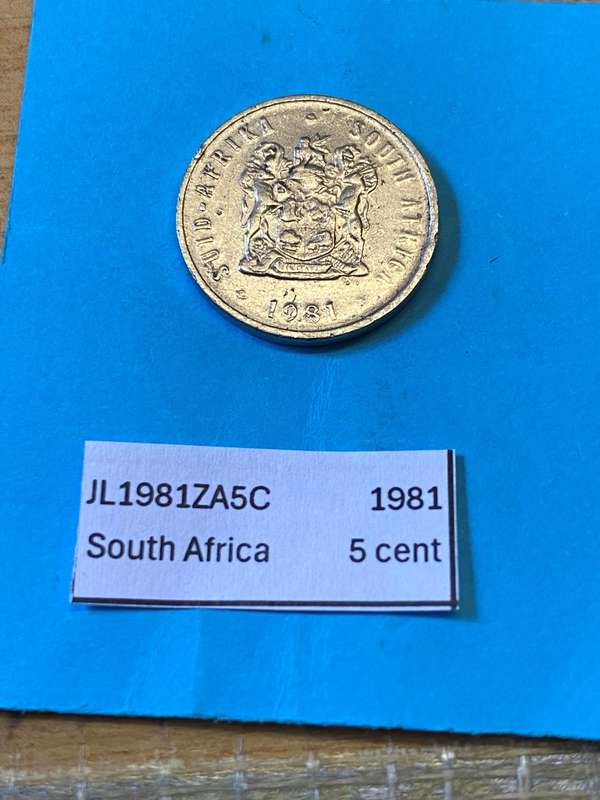 SUID-AFRIKA · SOUTH AFRICA
1981
JL1981ZA5C 1981
South Africa 5 cent